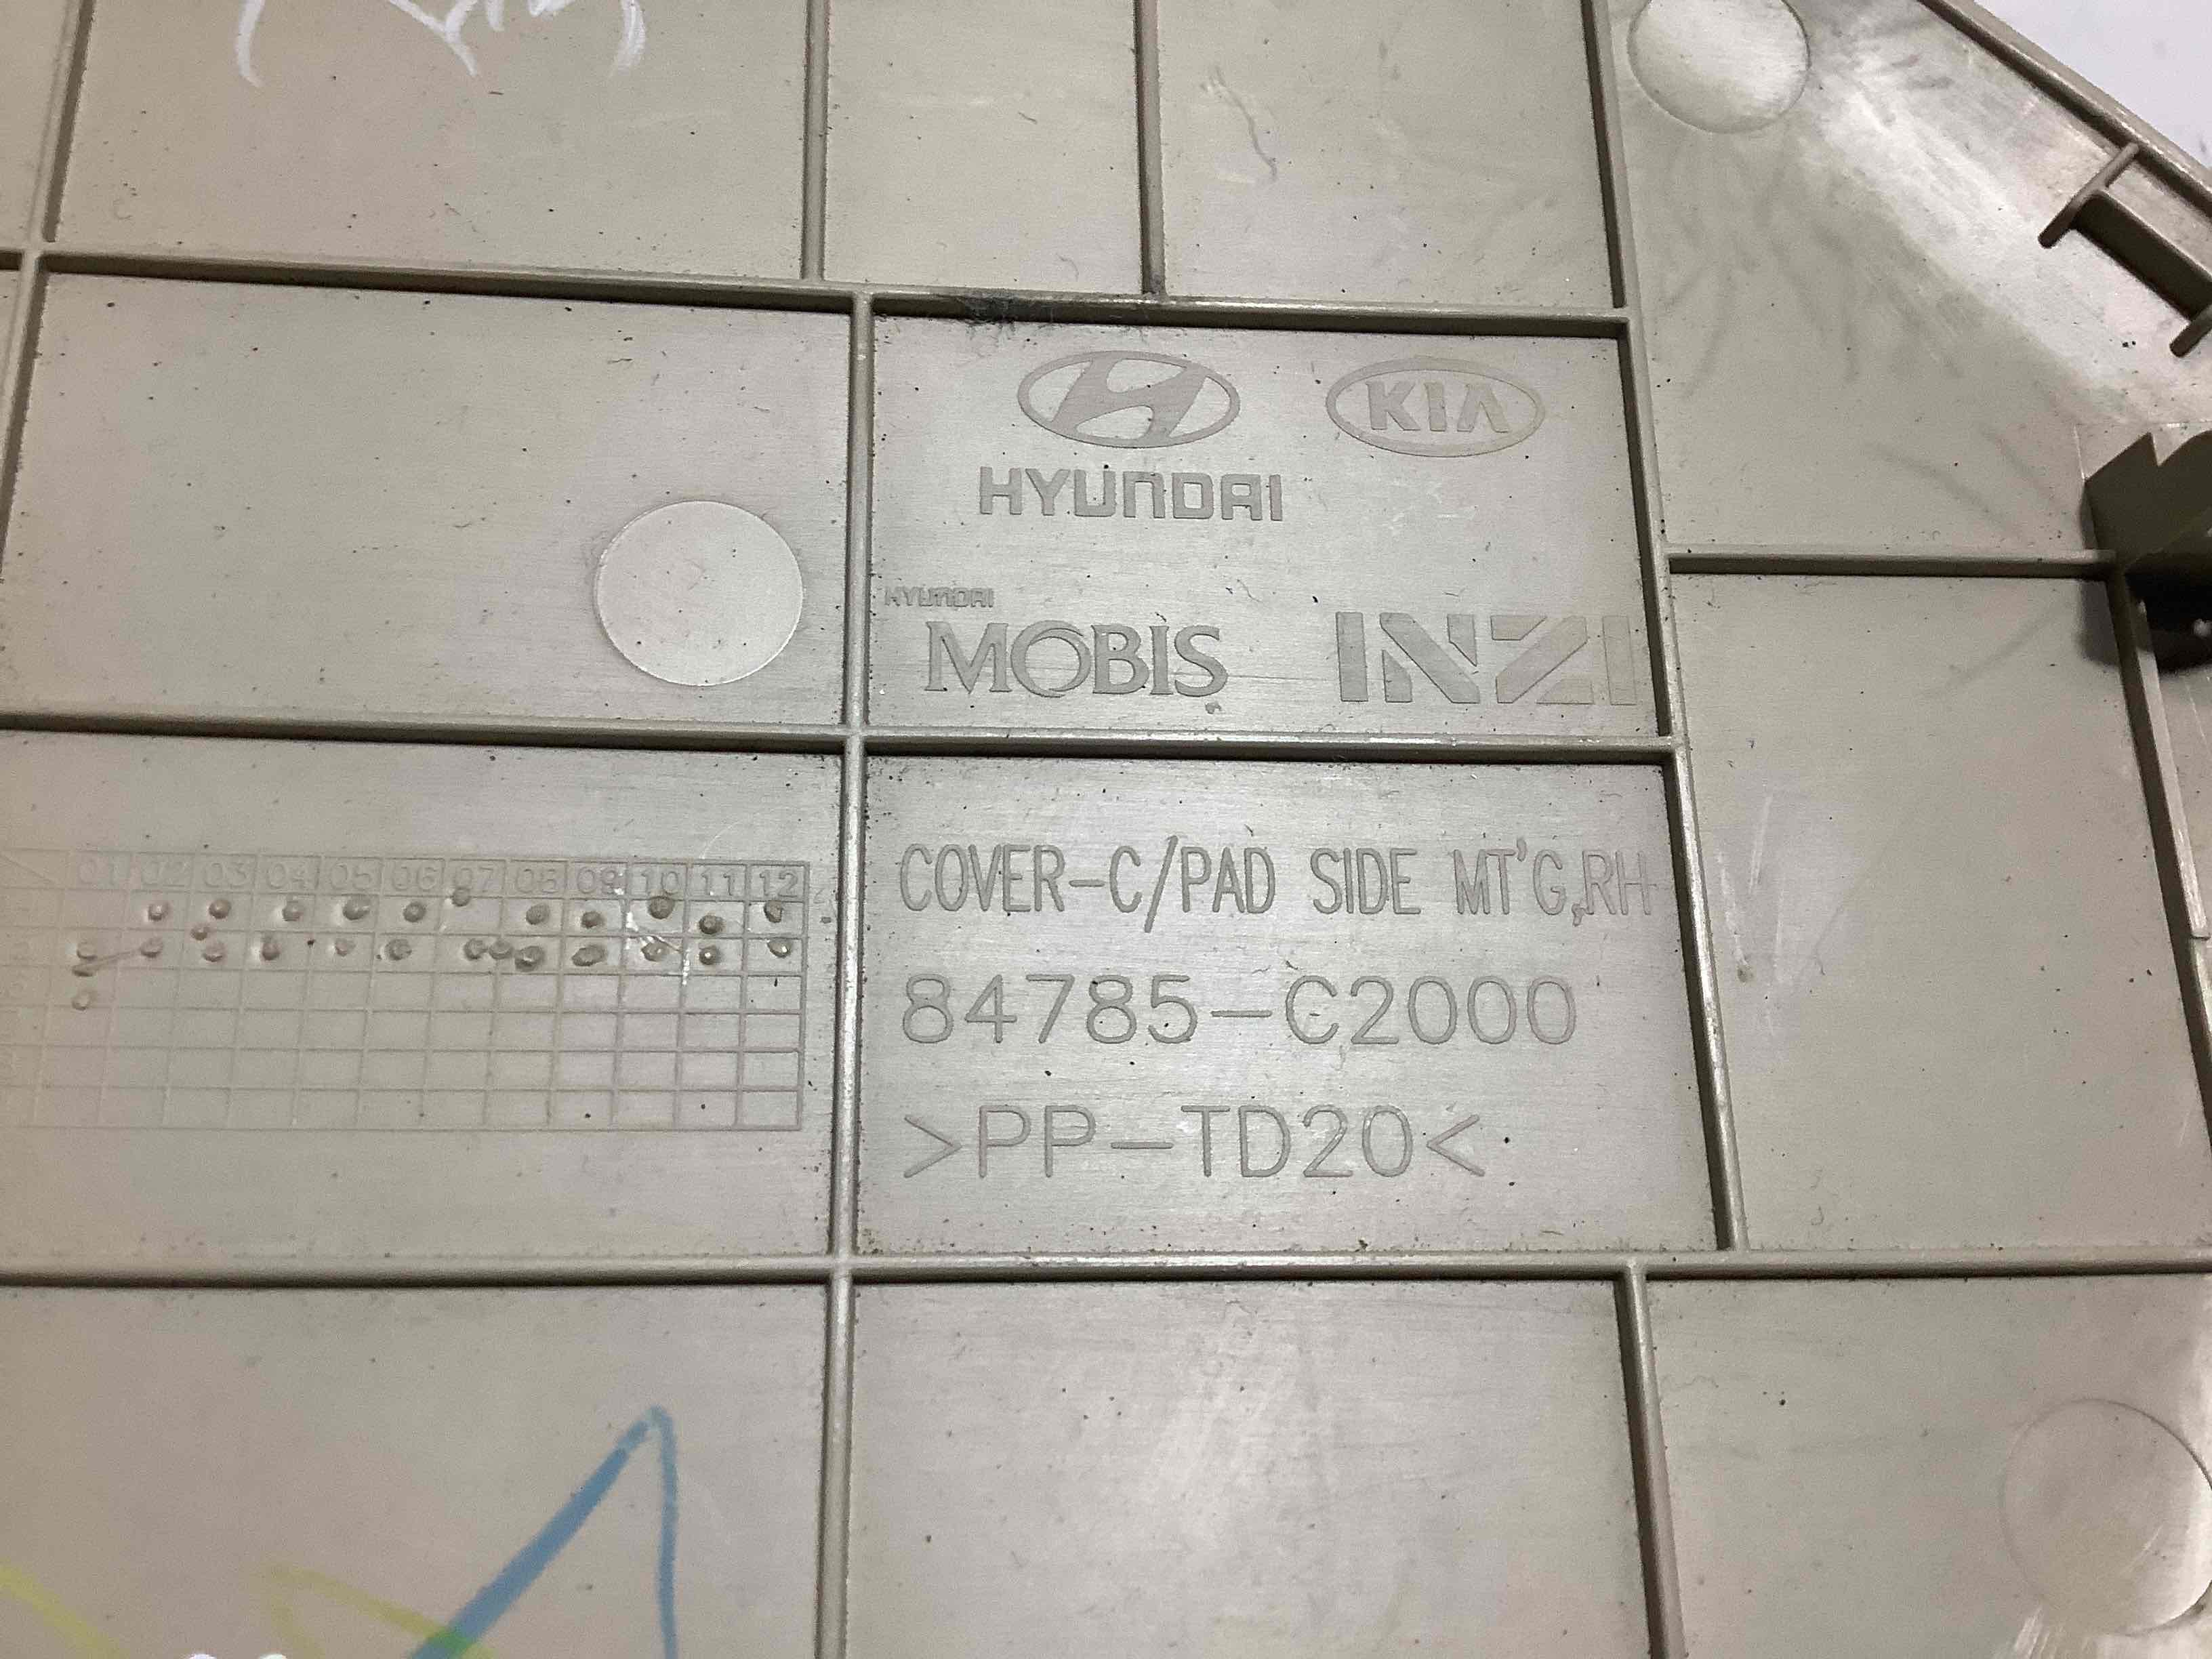 HYUNDAI
KIA
HYUNDAI
MOBIS
INZI
01 02 03 04 05 06 07 08 09 10 11 12
COVER-C/PAD SIDE MT'G,RH
84785-C2000
>PP-TD20<